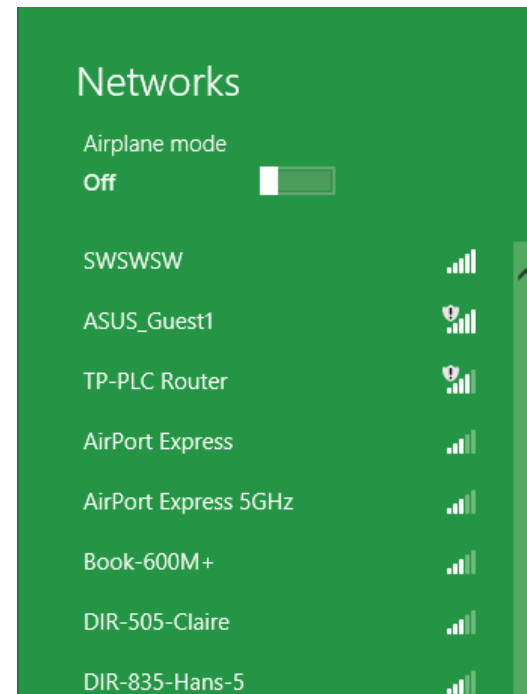 Networks
Airplane mode
Off
SWSWSW
ASUS_Guest1
TP-PLC Router
AirPort Express
AirPort Express 5GHz
Book-600M+
DIR-505-Claire
DIR-835-Hans-5